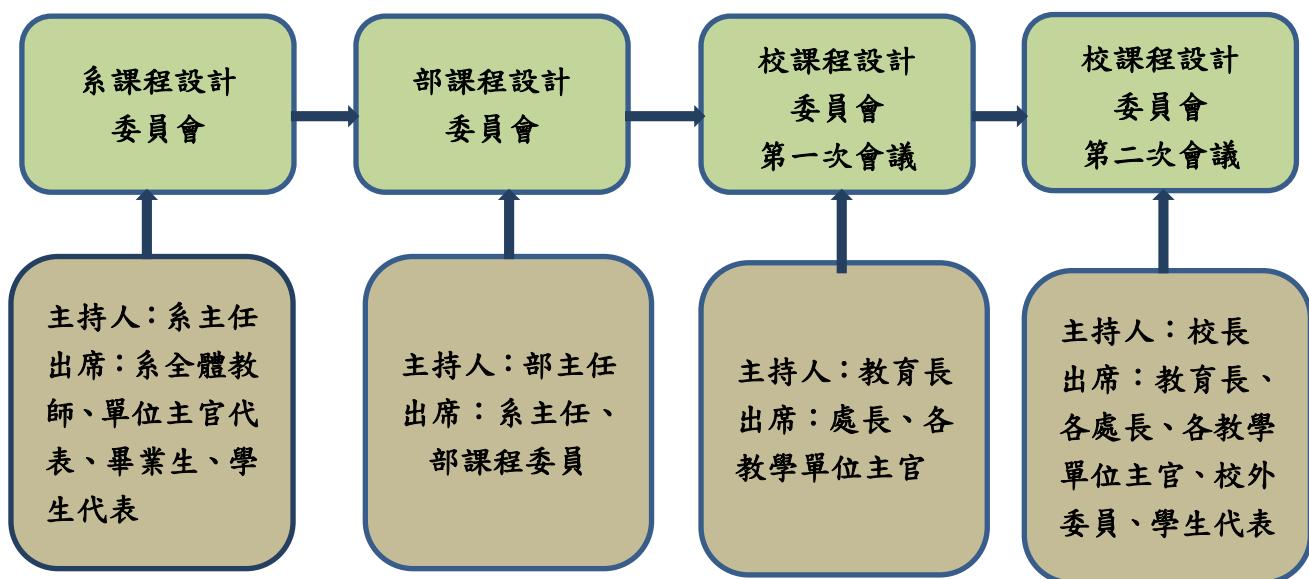 系課程設計
委員會
部課程設計
委員會
校課程設計
委員會
第一次會議
校課程設計
委員會
第二次會議
主持人：系主任
出席：系全體教
師、單位主官代
表、畢業生、學
生代表
主持人：部主任
出席：系主任、
部課程委員
主持人：教育長
出席：處長、各
教學單位主官
主持人：校長
出席：教育長、
各處長、各教學
單位主官、校外
委員、學生代表